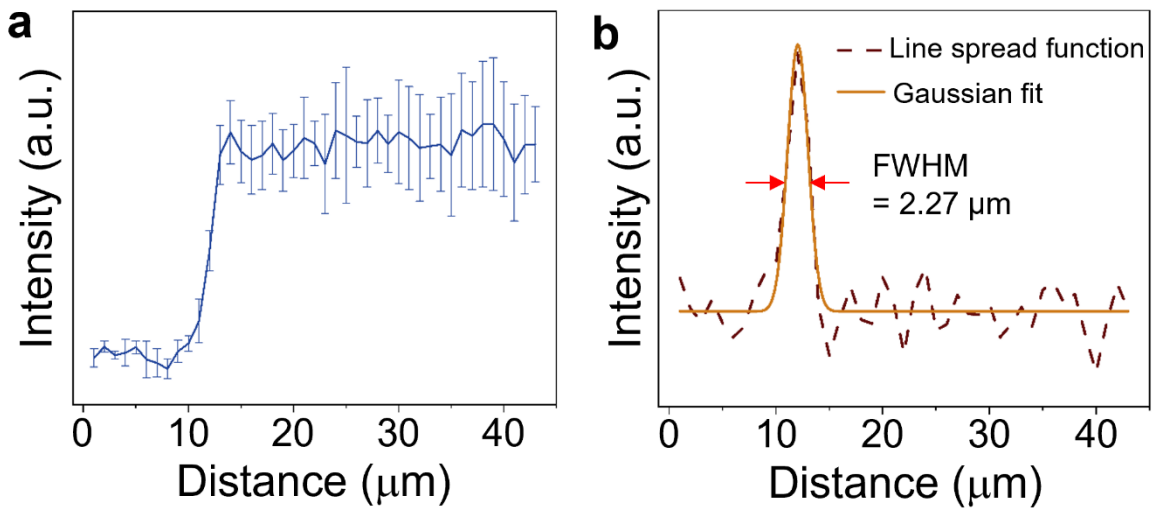 a
Intensity (a.u.)
0 10 20 30 40
Distance (μm)
b
Intensity (a.u.)
Line spread function
Gaussian fit
FWHM
= 2.27 μm
0 10 20 30 40
Distance (μm)